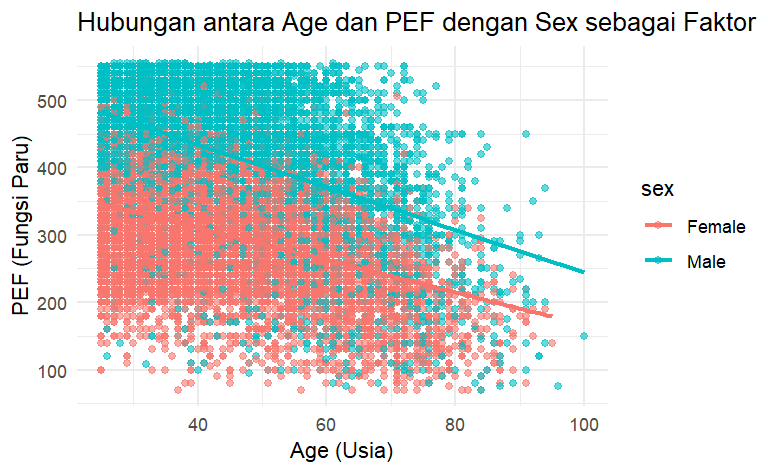 Hubungan antara Age dan PEF dengan Sex sebagai Faktor
PEF (Fungsi Paru)
500
400
300
200
100
40
60
80
100
Age (Usia)
sex
Female
Male